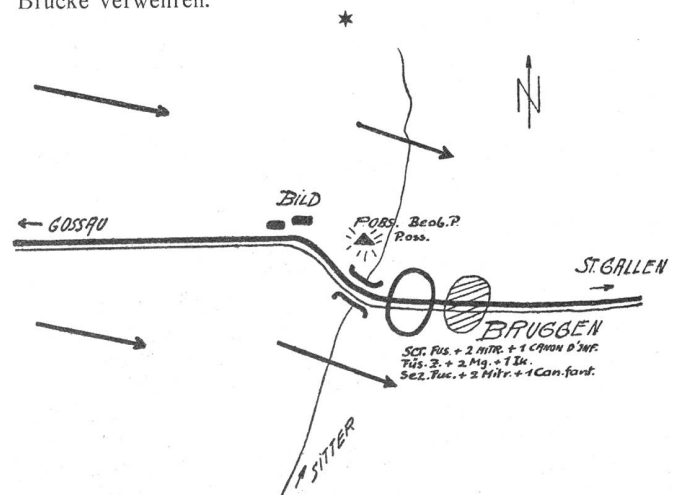 Brücke verwehren.
N
BILD
← GOSSAU
P.OBS. Beob.P.
P.oss.
ST. GALLEN
→
BRUGGEN
SCT. FUS. + 2 MITR. + 1 CANON D'INF.
Füs. Z. + 2 Mg. + 1 Ik.
Sez. Fuc. + 2 Mitr. + 1 Can. fant.
SITTER